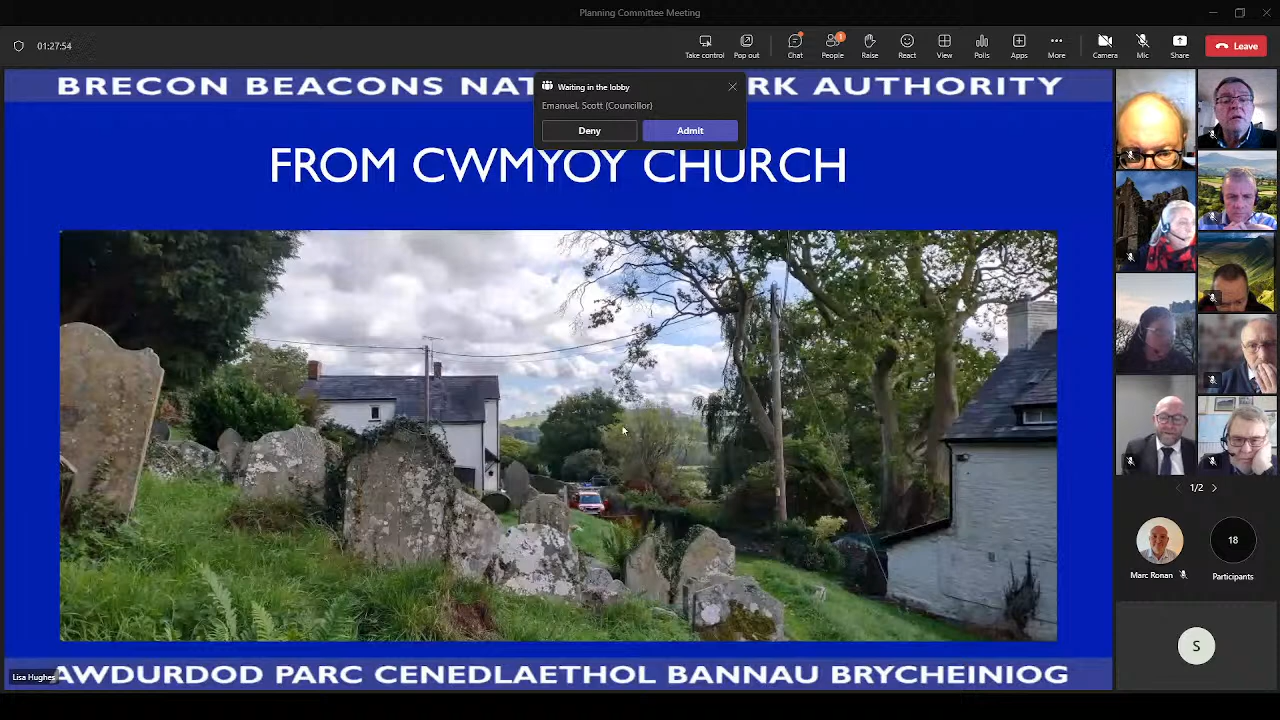 Planning Committee Meeting
01:27:54
Take control
Pop out
Chat
1
People
Raise
React
View
Polls
Apps
More
Camera
Mic
Share
Leave
BRECON BEACONS NAT RK AUTHORITY
Waiting in the lobby
Emanuel, Scott (Councillor)
Deny
Admit
FROM CWMYOY CHURCH
1/2
18
Marc Ronan
Participants
S
Lisa Hughes
AWDURDOD PARC CENEDLAETHOL BANNAU BRYCHEINIOG